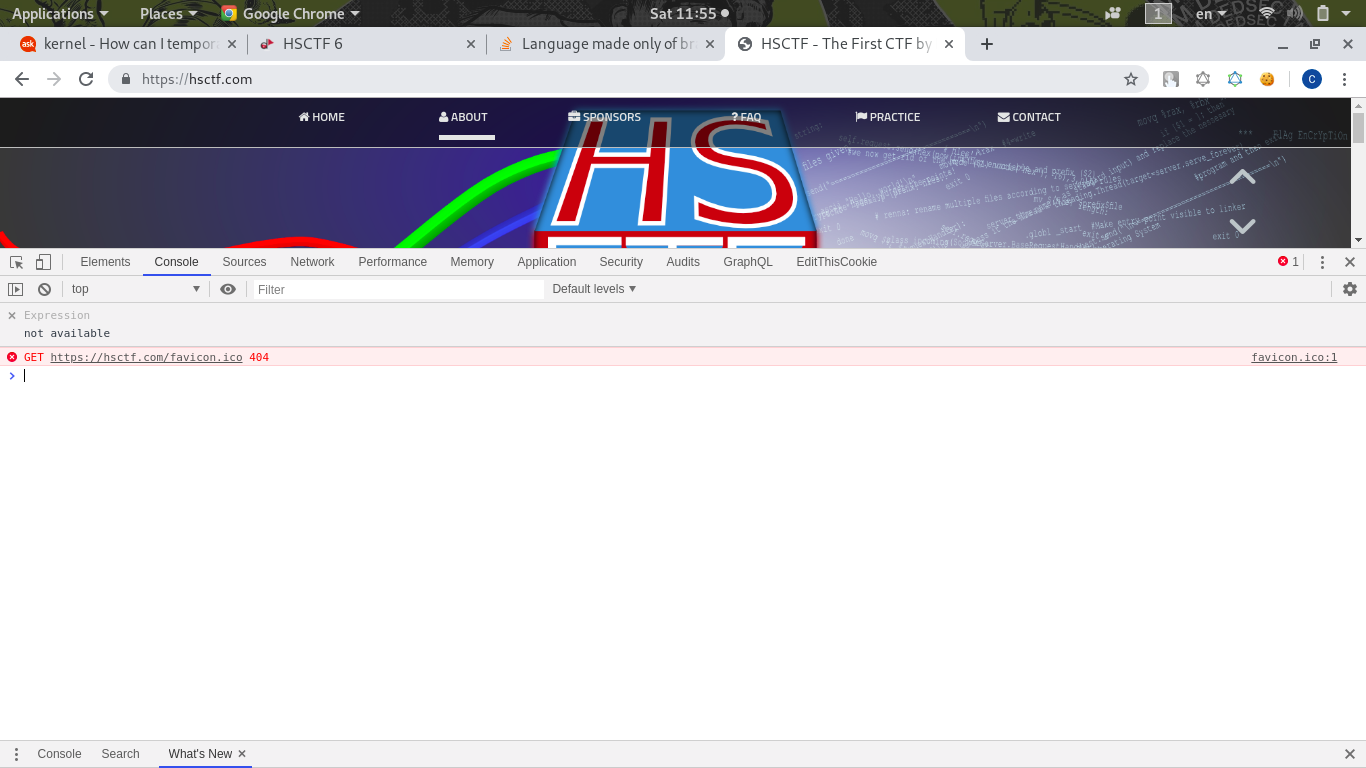 Applications Places Google Chrome Sat 11:55 1 en
kernel - How can I tempora HSCTF 6 Language made only of br HSCTF - The First CTF by
https://hsctf.com C
HOME ABOUT SPONSORS FAQ PRACTICE CONTACT
HS
Elements Console Sources Network Performance Memory Application Security Audits GraphQL EditThisCookie 1
top Filter Default levels
Expression
not available
GET https://hsctf.com/favicon.ico 404 favicon.ico:1
Console Search What's New